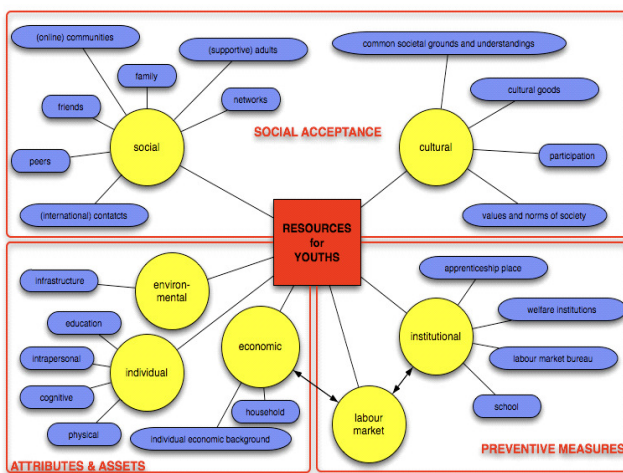 (online) communities
(supportive) adults
common societal grounds and understandings
family
cultural goods
friends
networks
SOCIAL ACCEPTANCE
social
cultural
peers
participation
(international) contatcts
values and norms of society
RESOURCES
for
YOUTHS
infrastructure
environ-
mental
apprenticeship place
education
welfare institutions
institutional
economic
intrapersonal
individual
labour market bureau
cognitive
household
school
labour
market
physical
individual economic background
ATTRIBUTES & ASSETS
PREVENTIVE MEASURES